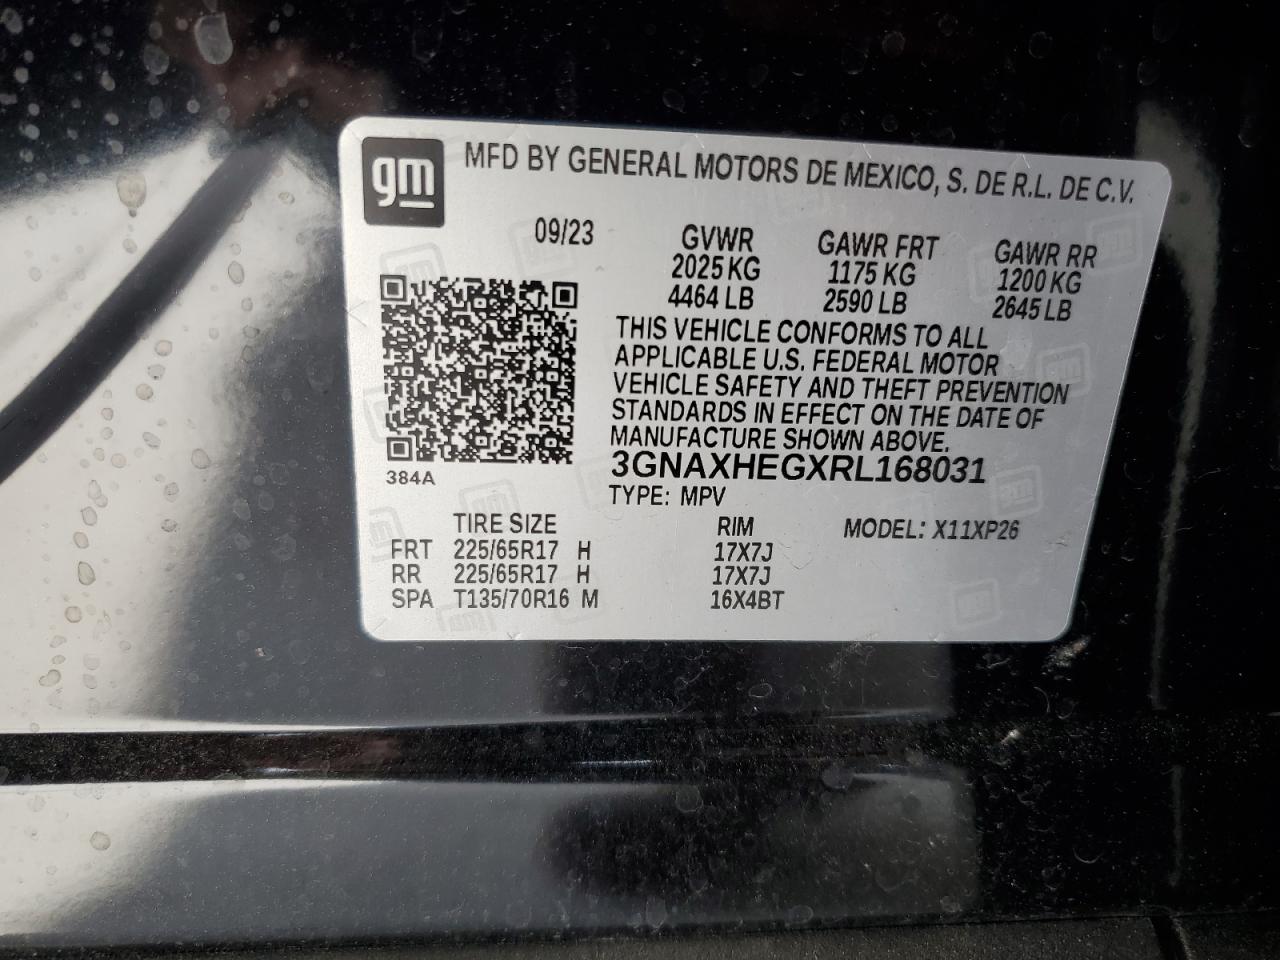 gm
MFD BY GENERAL MOTORS DE MEXICO, S. DE R.L. DE C.V.
09/23 GVWR GAWR FRT GAWR RR
2025 KG 1175 KG 1200 KG
4464 LB 2590 LB 2645 LB
THIS VEHICLE CONFORMS TO ALL
APPLICABLE U.S. FEDERAL MOTOR
VEHICLE SAFETY AND THEFT PREVENTION
STANDARDS IN EFFECT ON THE DATE OF
MANUFACTURE SHOWN ABOVE.
3GNAXHEGXRL168031
384A
TYPE: MPV
TIRE SIZE RIM MODEL: X11XP26
FRT 225/65R17 H 17X7J
RR 225/65R17 H 17X7J
SPA T135/70R16 M 16X4BT